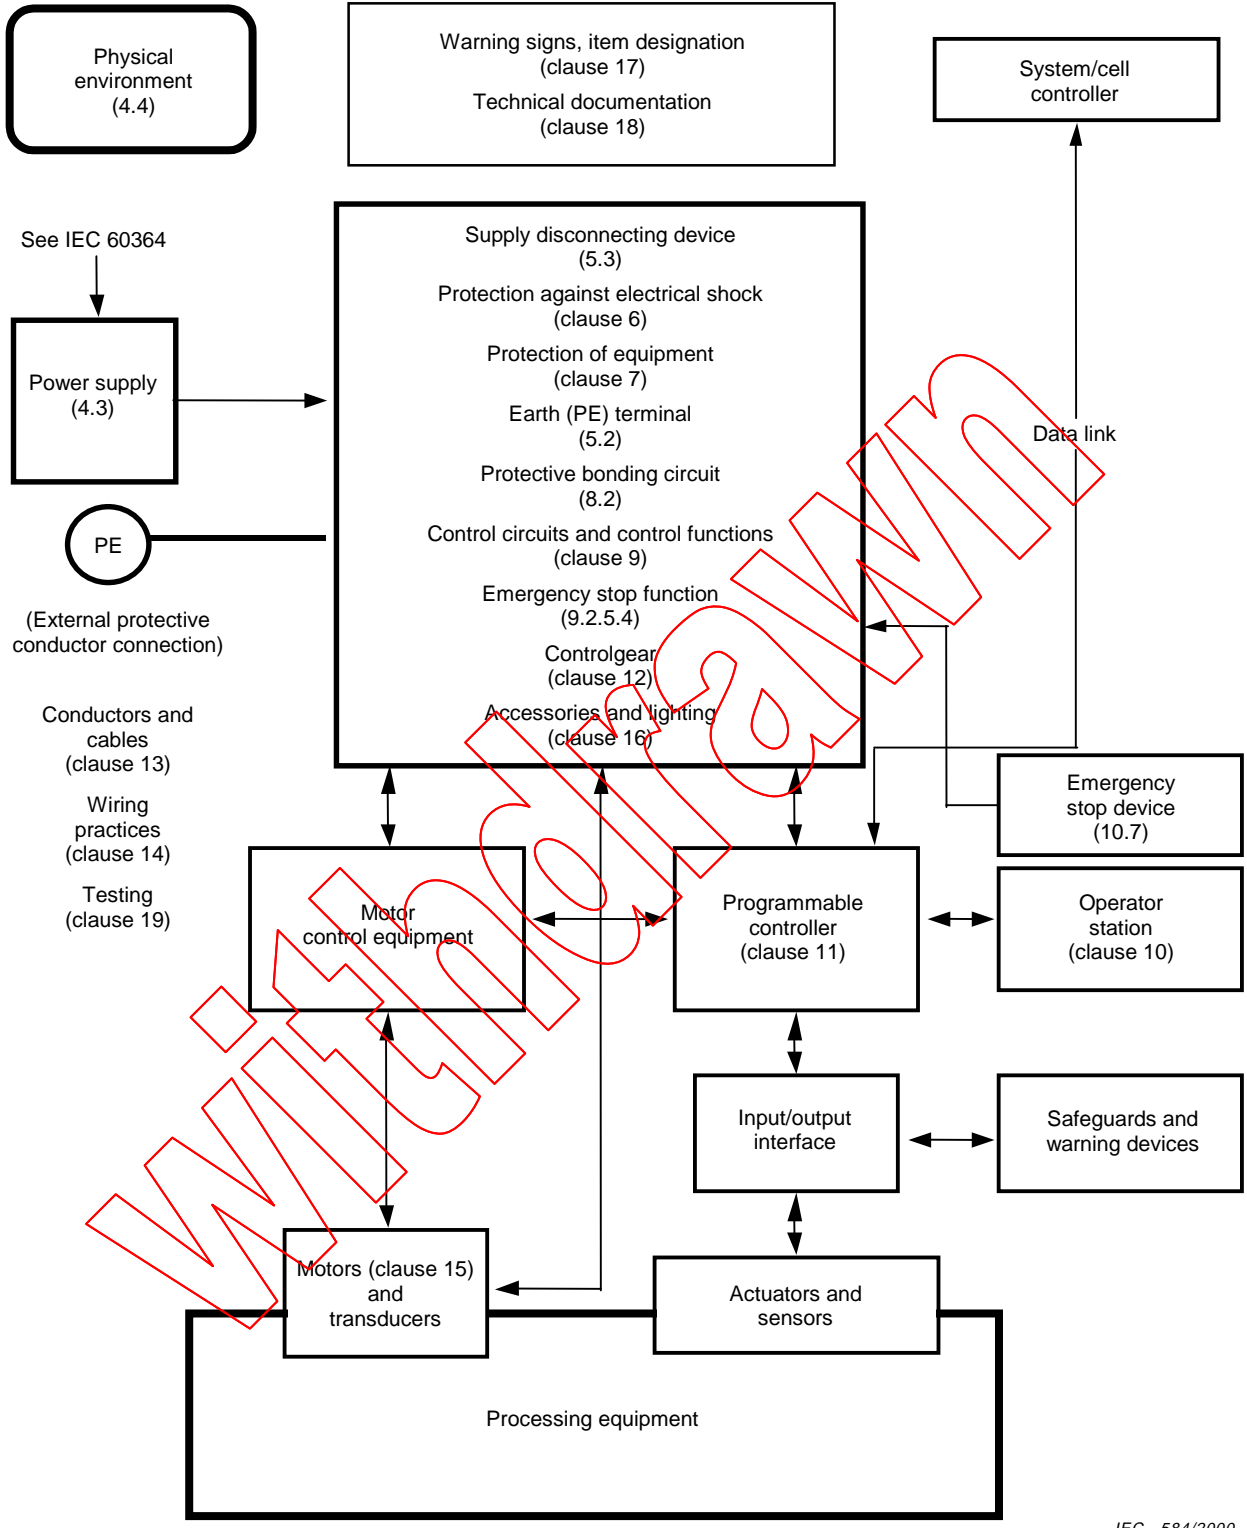 Physical
environment
(4.4)
Warning signs, item designation
(clause 17)
Technical documentation
(clause 18)
System/cell
controller
See IEC 60364
Power supply
(4.3)
PE
(External protective
conductor connection)
Conductors and
cables
(clause 13)
Wiring
practices
(clause 14)
Testing
(clause 19)
Supply disconnecting device
(5.3)
Protection against electrical shock
(clause 6)
Protection of equipment
(clause 7)
Earth (PE) terminal
(5.2)
Protective bonding circuit
(8.2)
Control circuits and control functions
(clause 9)
Emergency stop function
(9.2.5.4)
Controlgear
(clause 12)
Accessories and lighting
(clause 16)
Data link
Emergency
stop device
(10.7)
Motor
control equipment
Programmable
controller
(clause 11)
Operator
station
(clause 10)
Input/output
interface
Safeguards and
warning devices
Motors (clause 15)
and
transducers
Actuators and
sensors
Processing equipment
IEC 584/2000
Withdrawn